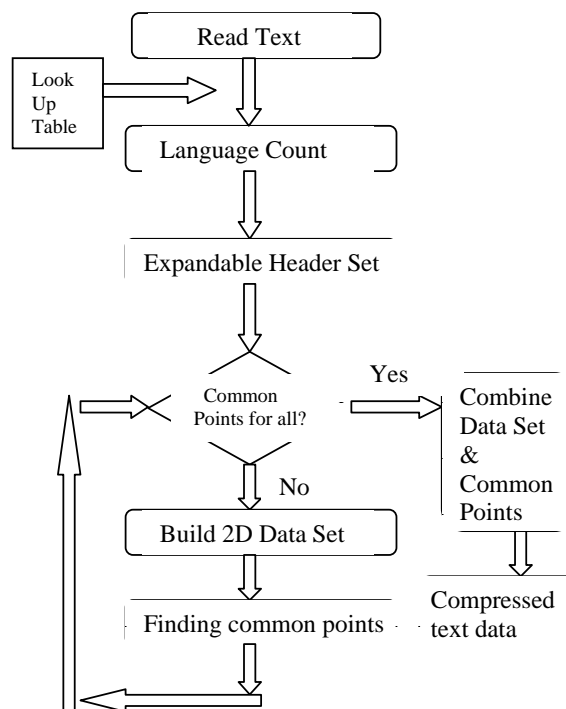 Read Text
Look
Up
Table
Language Count
Expandable Header Set
Common
Points for all?
Yes
Combine
Data Set
&
Common
Points
No
Build 2D Data Set
Finding common points
Compressed
text data